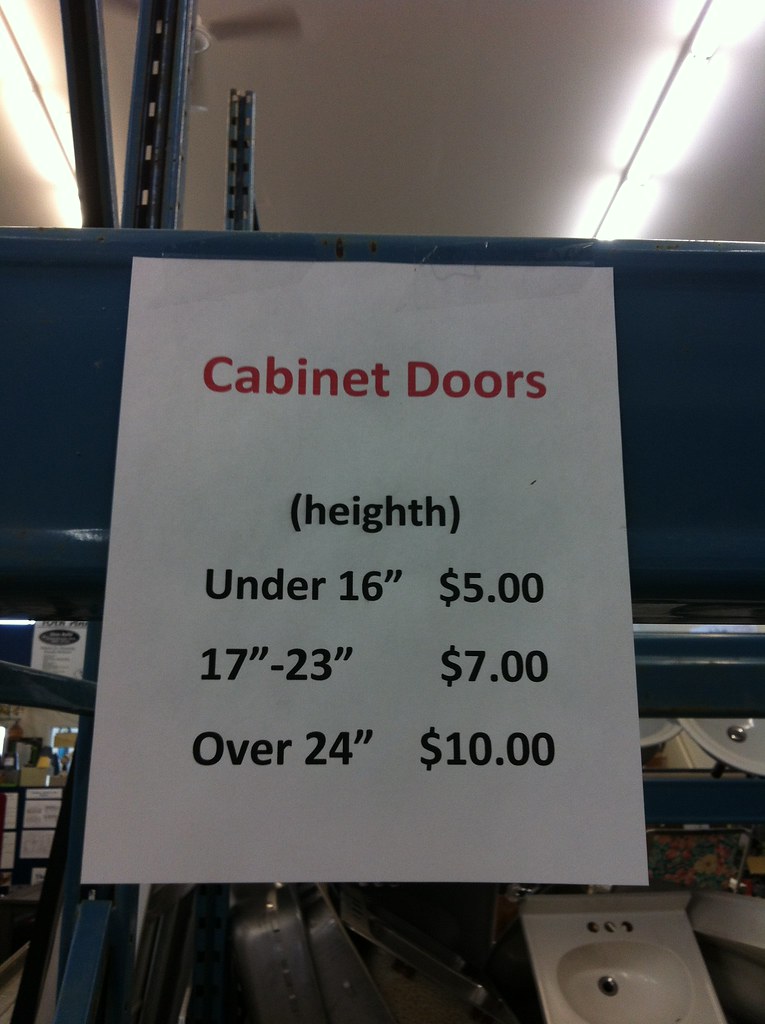 Cabinet Doors
(heighth)
Under 16” $5.00
17”-23” $7.00
Over 24” $10.00